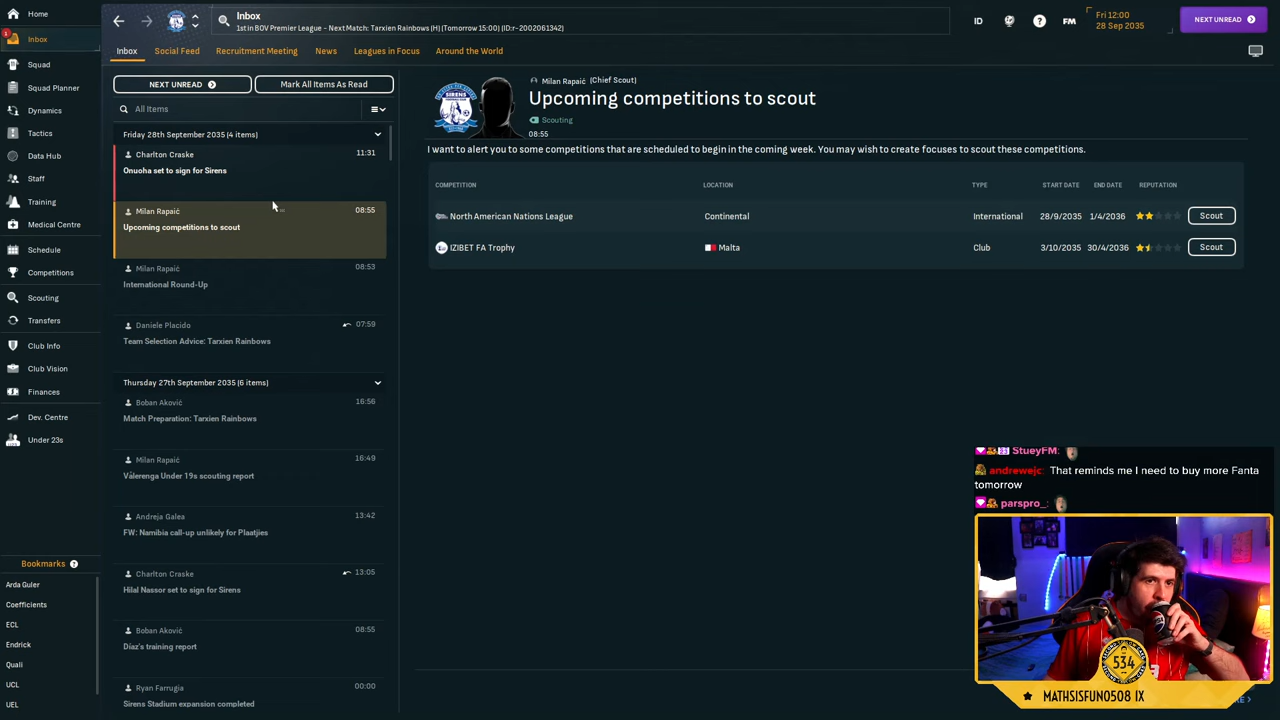 Home
1
Inbox
Squad
Squad Planner
Dynamics
Tactics
Data Hub
Staff
Training
Medical Centre
Schedule
Competitions
Scouting
Transfers
Club Info
Club Vision
Finances
Dev. Centre
Under 23s
Bookmarks ?
Arda Guler
Coefficients
ECL
Endrick
Quali
UCL
UEL
Inbox
1st in BOV Premier League - Next Match: Tarxien Rainbows (H) (Tomorrow 15:00) (ID:r-2002061342)
ID
?
FM
Fri 12:00
28 Sep 2035
NEXT UNREAD
Inbox
Social Feed
Recruitment Meeting
News
Leagues in Focus
Around the World
NEXT UNREAD
Mark All Items As Read
All Items
Friday 28th September 2035 (4 items)
Charlton Craske 11:31
Onuoha set to sign for Sirens
Milan Rapaić 08:55
Upcoming competitions to scout
Milan Rapaić 08:53
International Round-Up
Daniele Placido 07:59
Team Selection Advice: Tarxien Rainbows
Thursday 27th September 2035 (6 items)
Boban Aković 16:56
Match Preparation: Tarxien Rainbows
Milan Rapaić 16:49
Vålerenga Under 19s scouting report
Andreja Galea 13:42
FW: Namibia call-up unlikely for Plaatjies
Charlton Craske 13:05
Hilal Nassor set to sign for Sirens
Boban Aković 08:55
Díaz's training report
Ryan Farrugia 00:00
Sirens Stadium expansion completed
SIRENS
Milan Rapaić (Chief Scout)
Upcoming competitions to scout
Scouting
08:55
I want to alert you to some competitions that are scheduled to begin in the coming week. You may wish to create focuses to scout these competitions.
COMPETITION LOCATION TYPE START DATE END DATE REPUTATION
North American Nations League Continental International 28/9/2035 1/4/2036 Scout
IZIBET FA Trophy Malta Club 3/10/2035 30/4/2036 Scout
StueyFM:
andrewejc: That reminds me I need to buy more Fanta
tomorrow
parspro_:
534
MATHSISFUN0508 IX